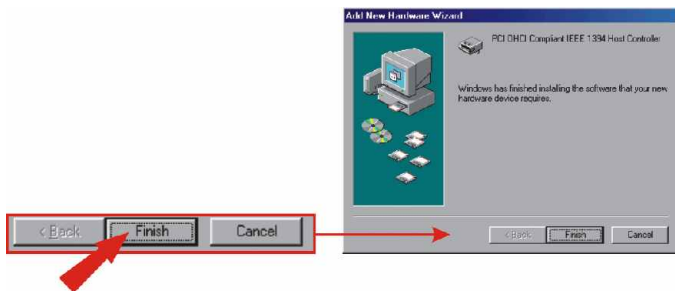 Add New Hardware Wizard
PCI OHCI Compliant IEEE 1394 Host Controller
Windows has finished installing the software that your new
hardware device requires.
< Back Finish Cancel
< Back Finish Cancel